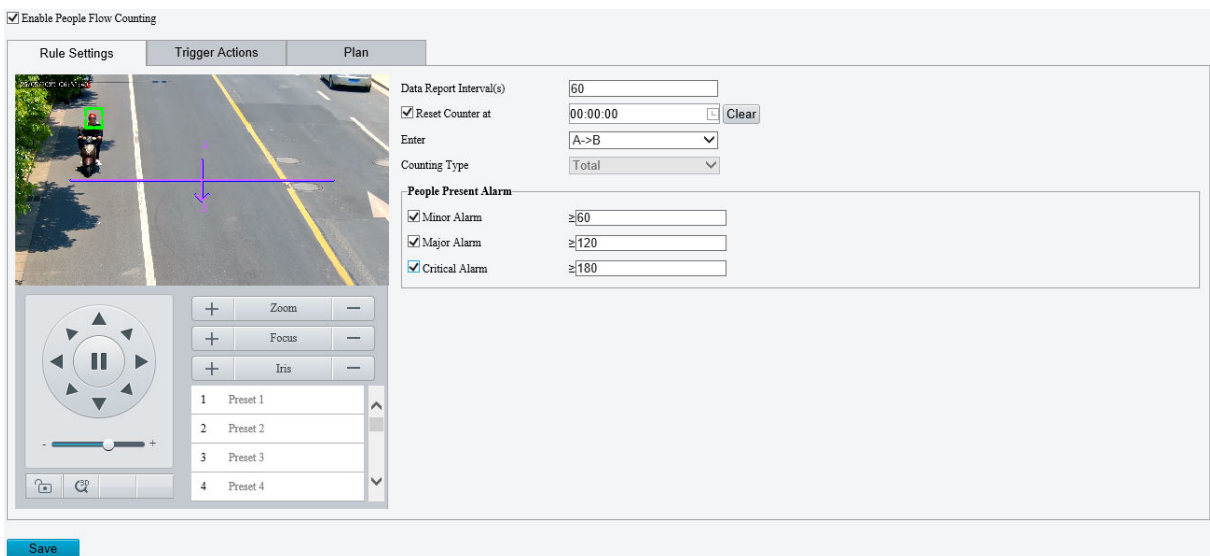 Enable People Flow Counting
Rule Settings
Trigger Actions
Plan
Data Report Interval(s)
60
Reset Counter at
00:00:00
Clear
Enter
A->B
Counting Type
Total
People Present Alarm
Minor Alarm
≥60
Major Alarm
≥120
Critical Alarm
≥180
+ Zoom −
+ Focus −
+ Iris −
1 Preset 1
2 Preset 2
3 Preset 3
4 Preset 4
- +
3D
Save